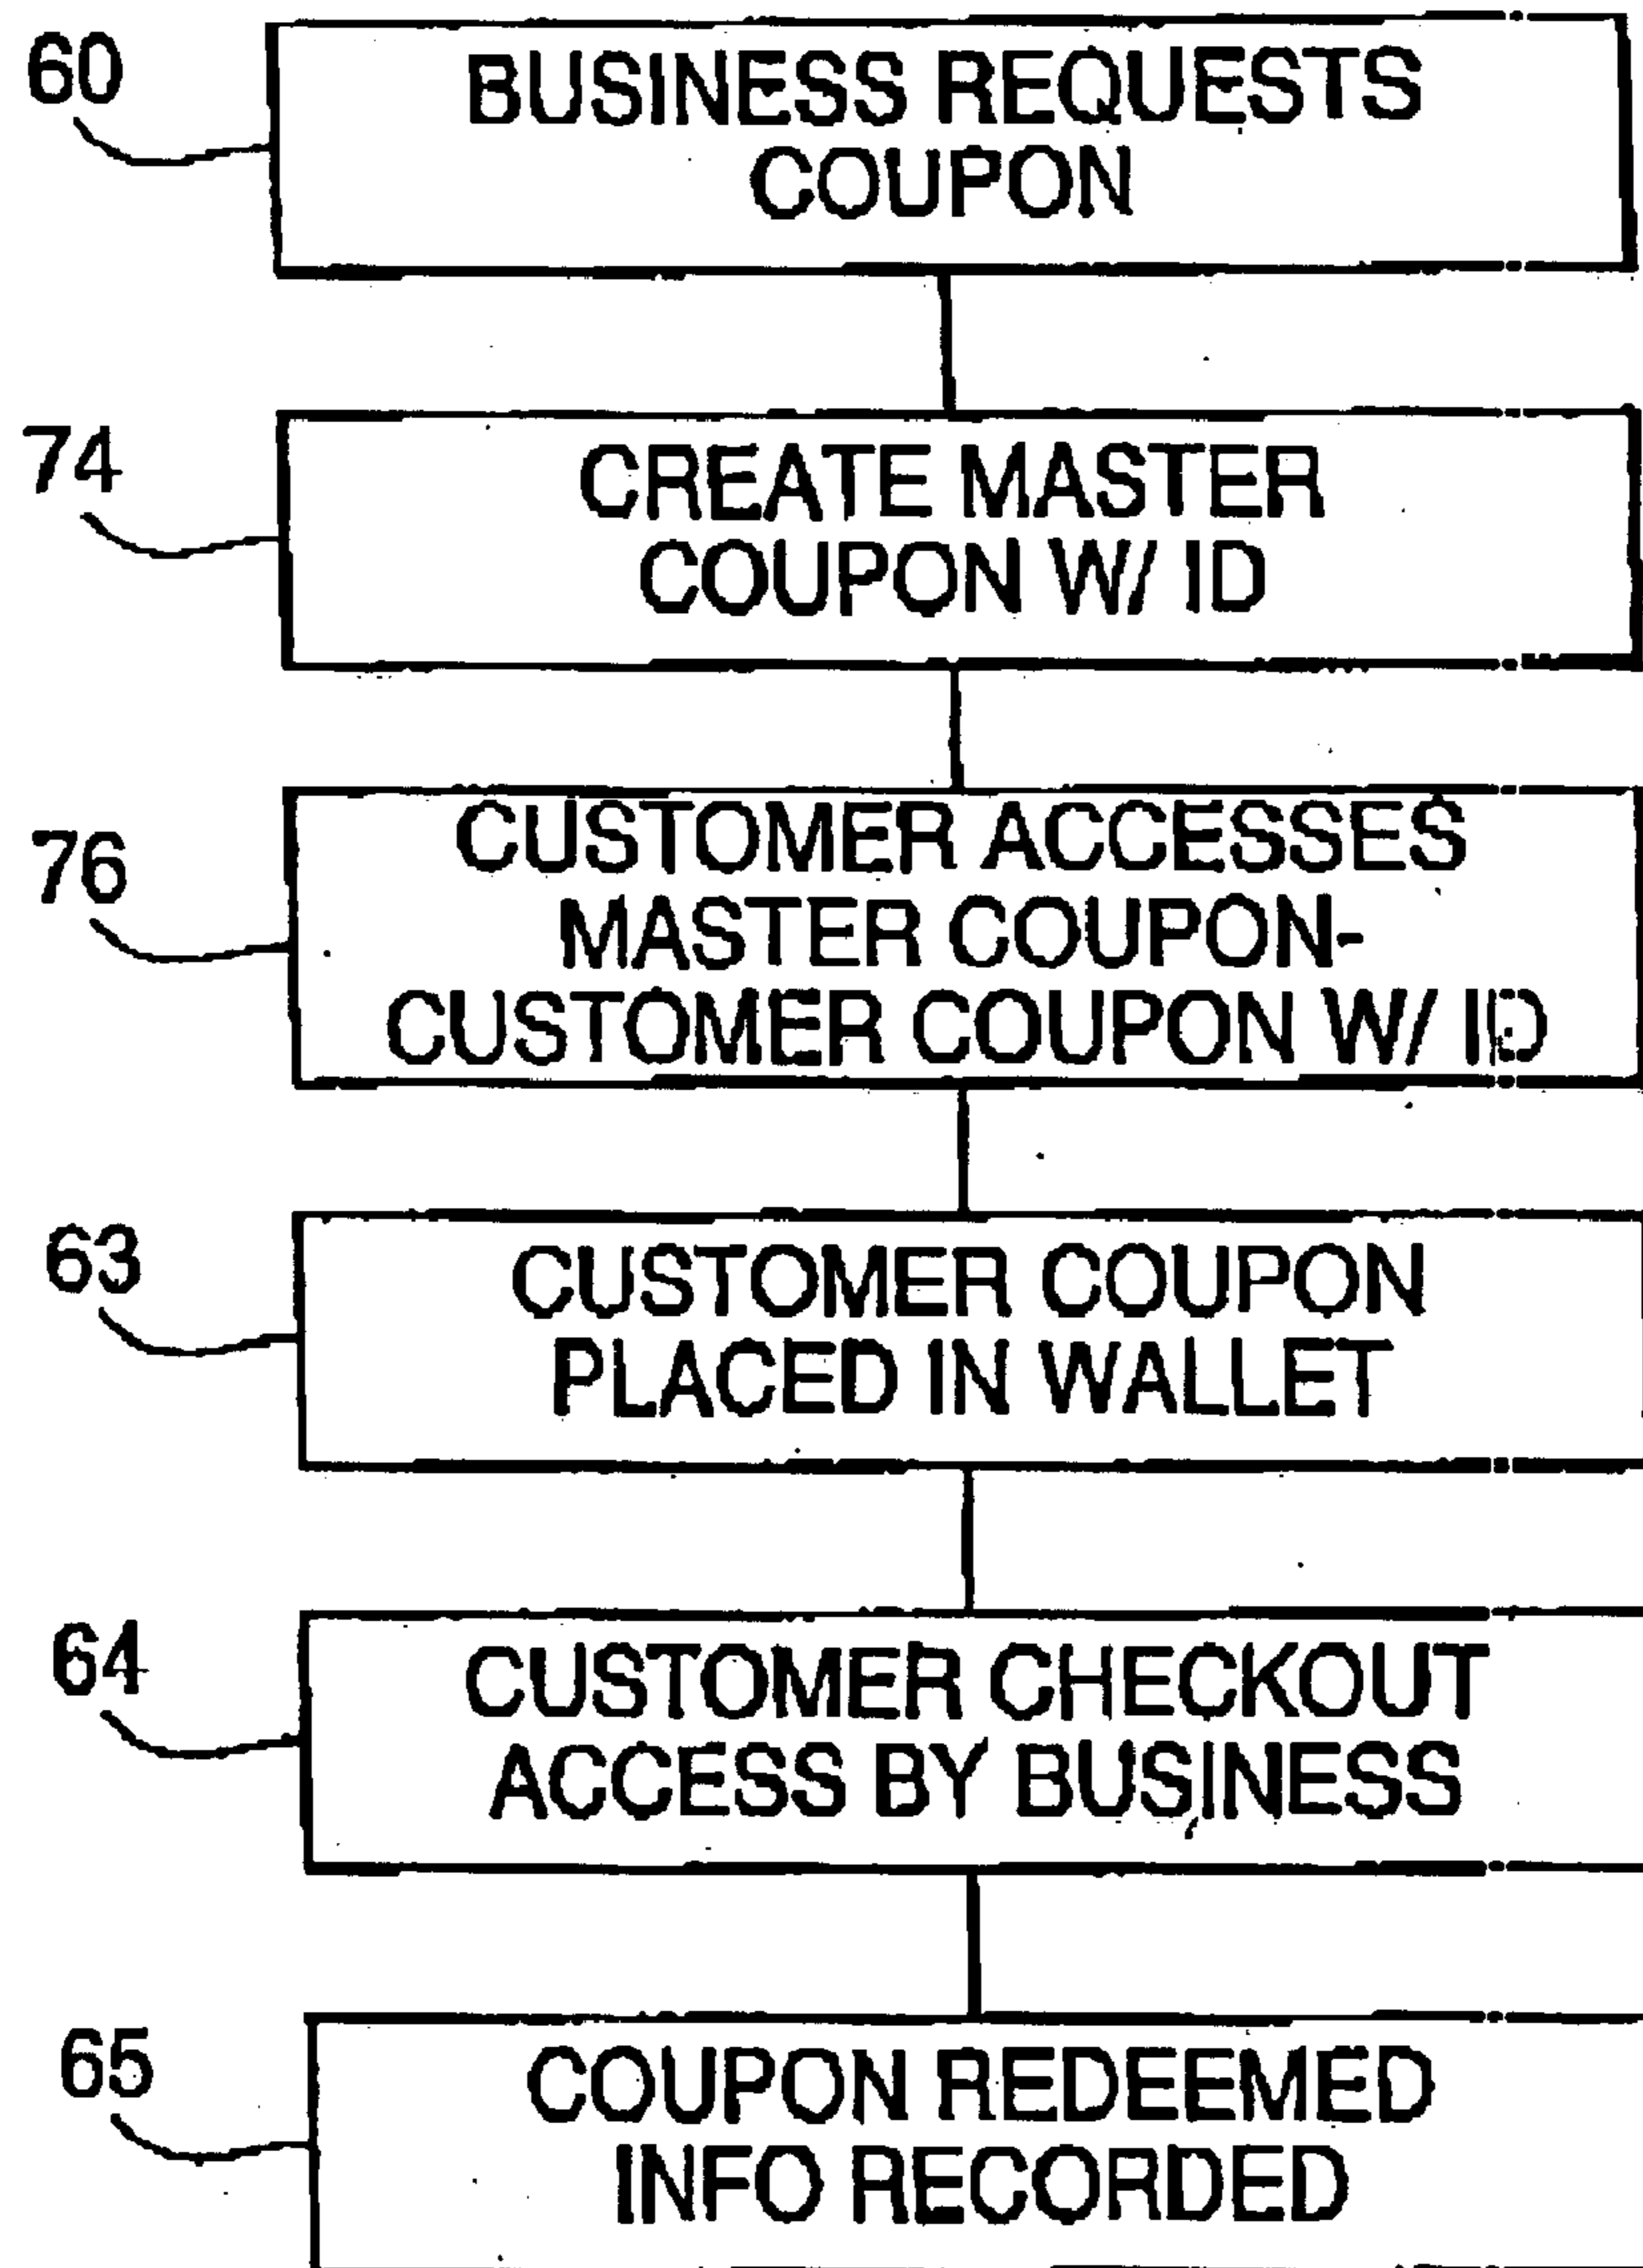 60
BUSINESS REQUESTS
COUPON
74
CREATE MASTER
COUPON W/ ID
76
CUSTOMER ACCESSES
MASTER COUPON-
CUSTOMER COUPON W/ ID
63
CUSTOMER COUPON
PLACED IN WALLET
64
CUSTOMER CHECKOUT
ACCESS BY BUSINESS
65
COUPON REDEEMED
INFO RECORDED